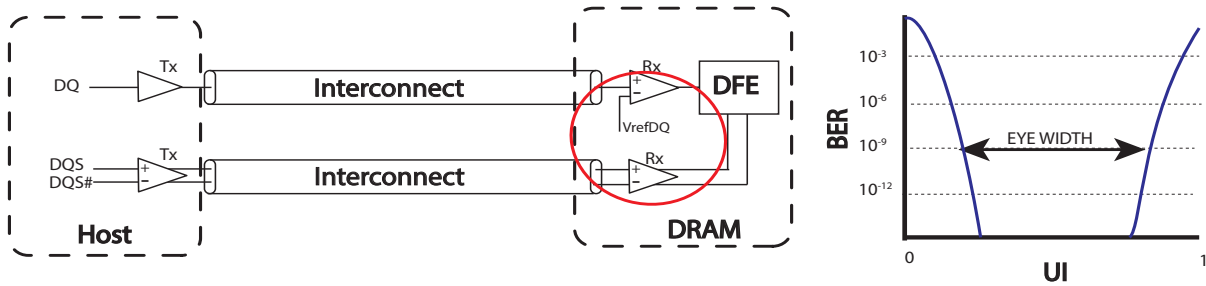 Tx
Rx
DQ
Interconnect
DFE
+
−
VrefDQ
Tx
Rx
DQS
DQS#
+
−
Interconnect
+
−
Host
DRAM
BER
10-3
10-6
10-9
10-12
EYE WIDTH
0
1
UI